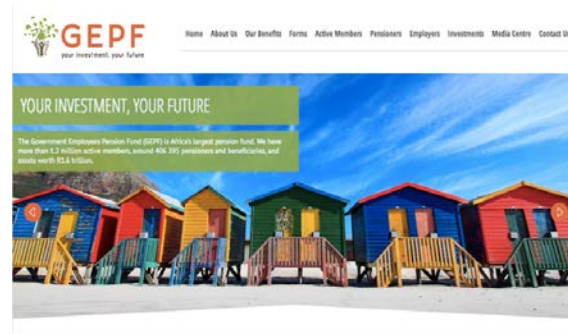 GEPF
your investment, your future
Home About Us Our Benefits Forms Active Members Pensioners Employers Investments Media Centre Contact Us
YOUR INVESTMENT, YOUR FUTURE
The Government Employees Pension Fund (GEPF) is Africa's largest pension fund. We have
more than 1.2 million active members, around 406 395 pensioners and beneficiaries, and
assets worth R1.6 trillion.